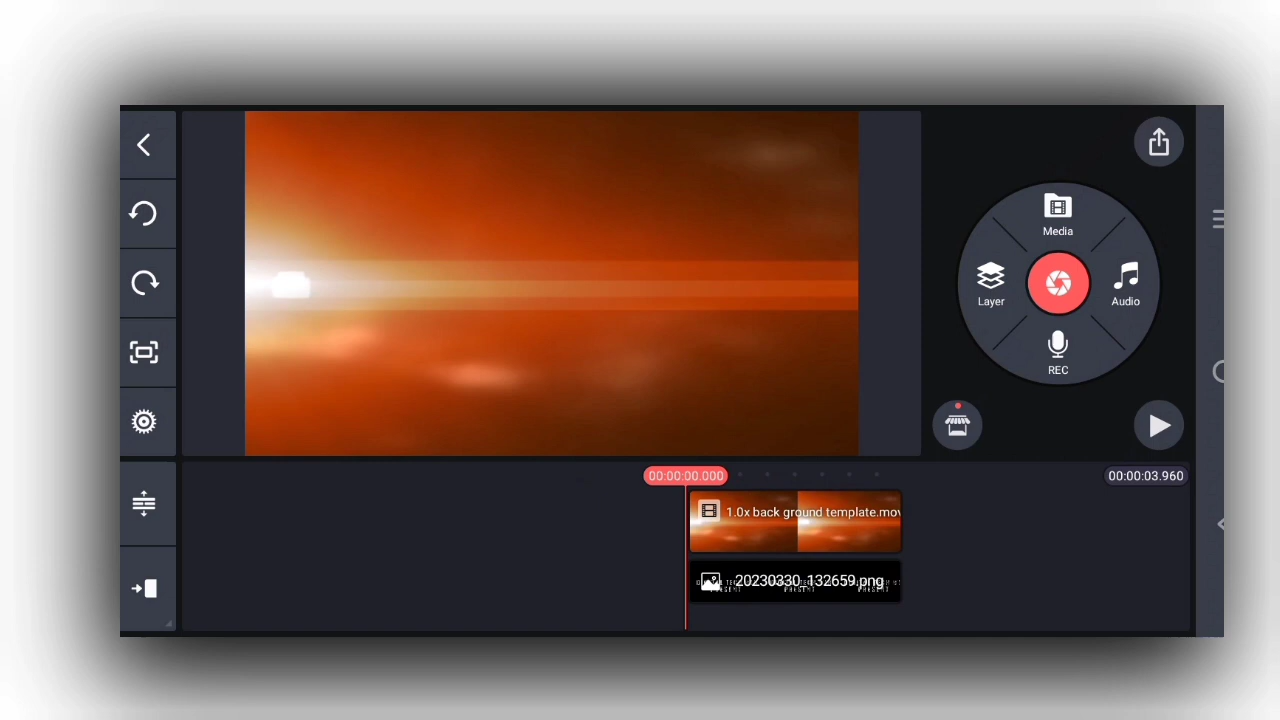 Media
Layer
Audio
REC
00:00:00.000
00:00:03.960
1.0x back ground template.mov
20230330_132659.png